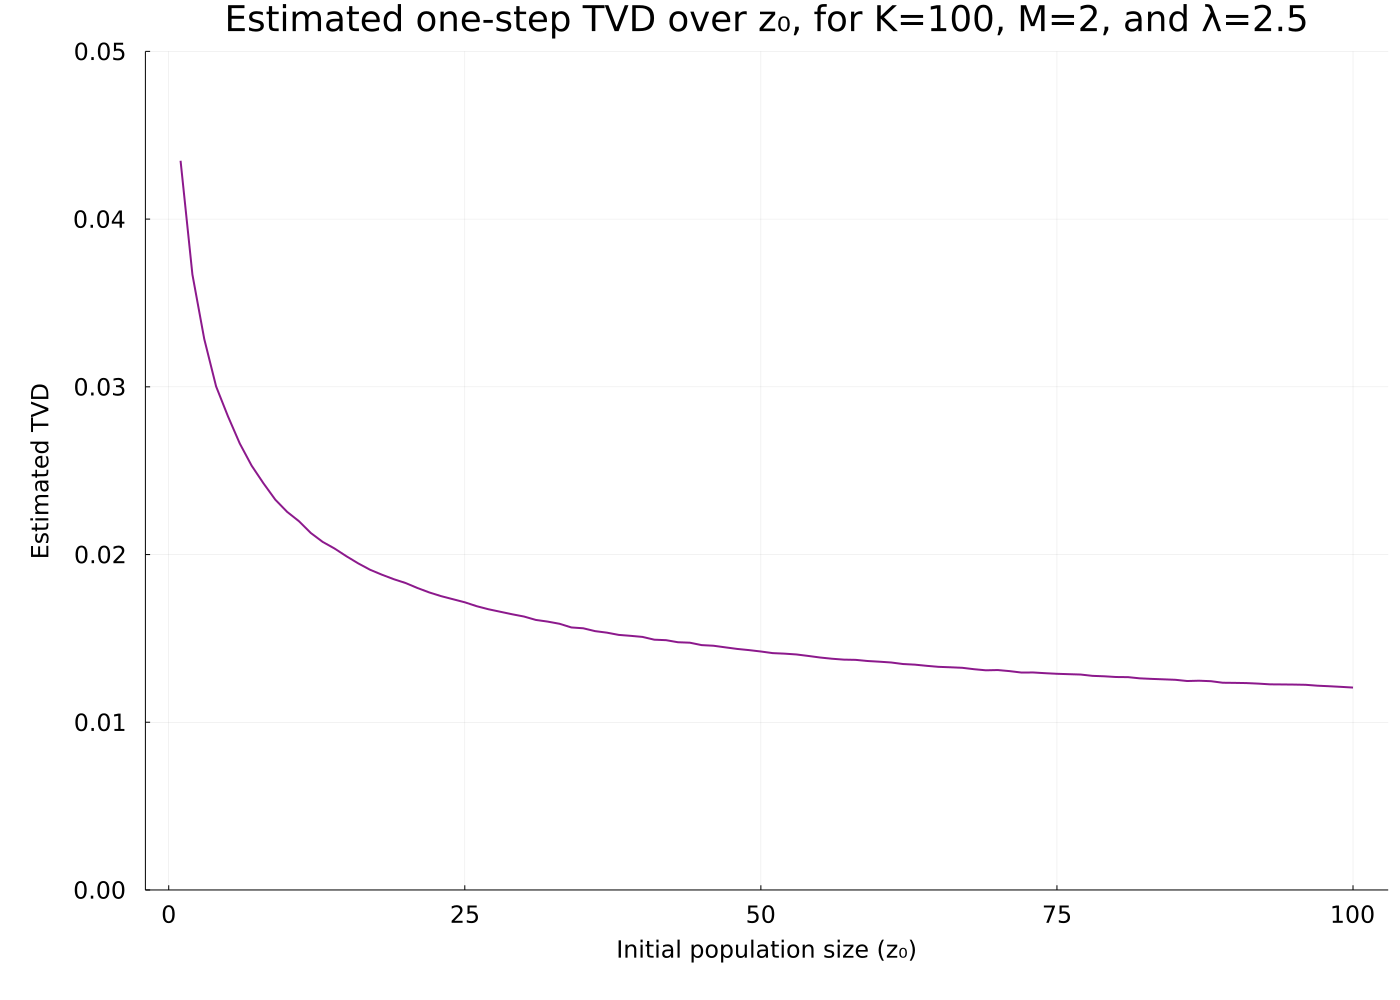 Estimated one-step TVD over z₀, for K=100, M=2, and λ=2.5
0.05
0.04
0.03
0.02
0.01
0.00
Estimated TVD
0 25 50 75 100
Initial population size (z₀)